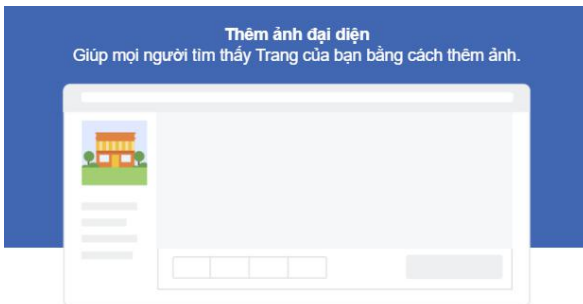 Thêm ảnh đại diện
Giúp mọi người tìm thấy Trang của bạn bằng cách thêm ảnh.